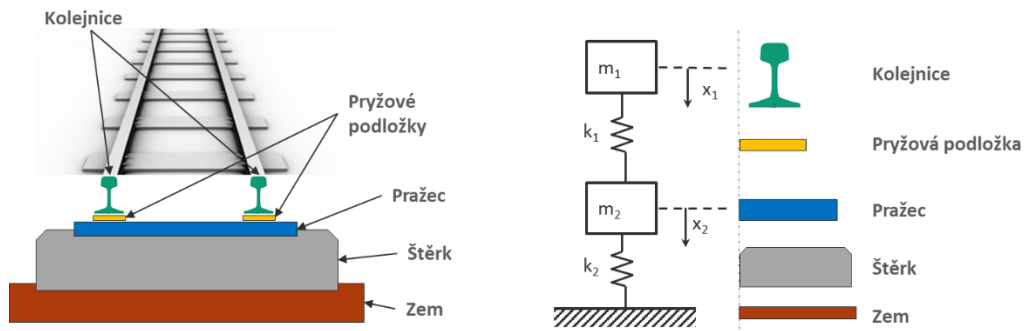 Kolejnice
Pryžové
podložky
Pražec
Štěrk
Zem
m₁
x₁
k₁
m₂
x₂
k₂
Kolejnice
Pryžová podložka
Pražec
Štěrk
Zem